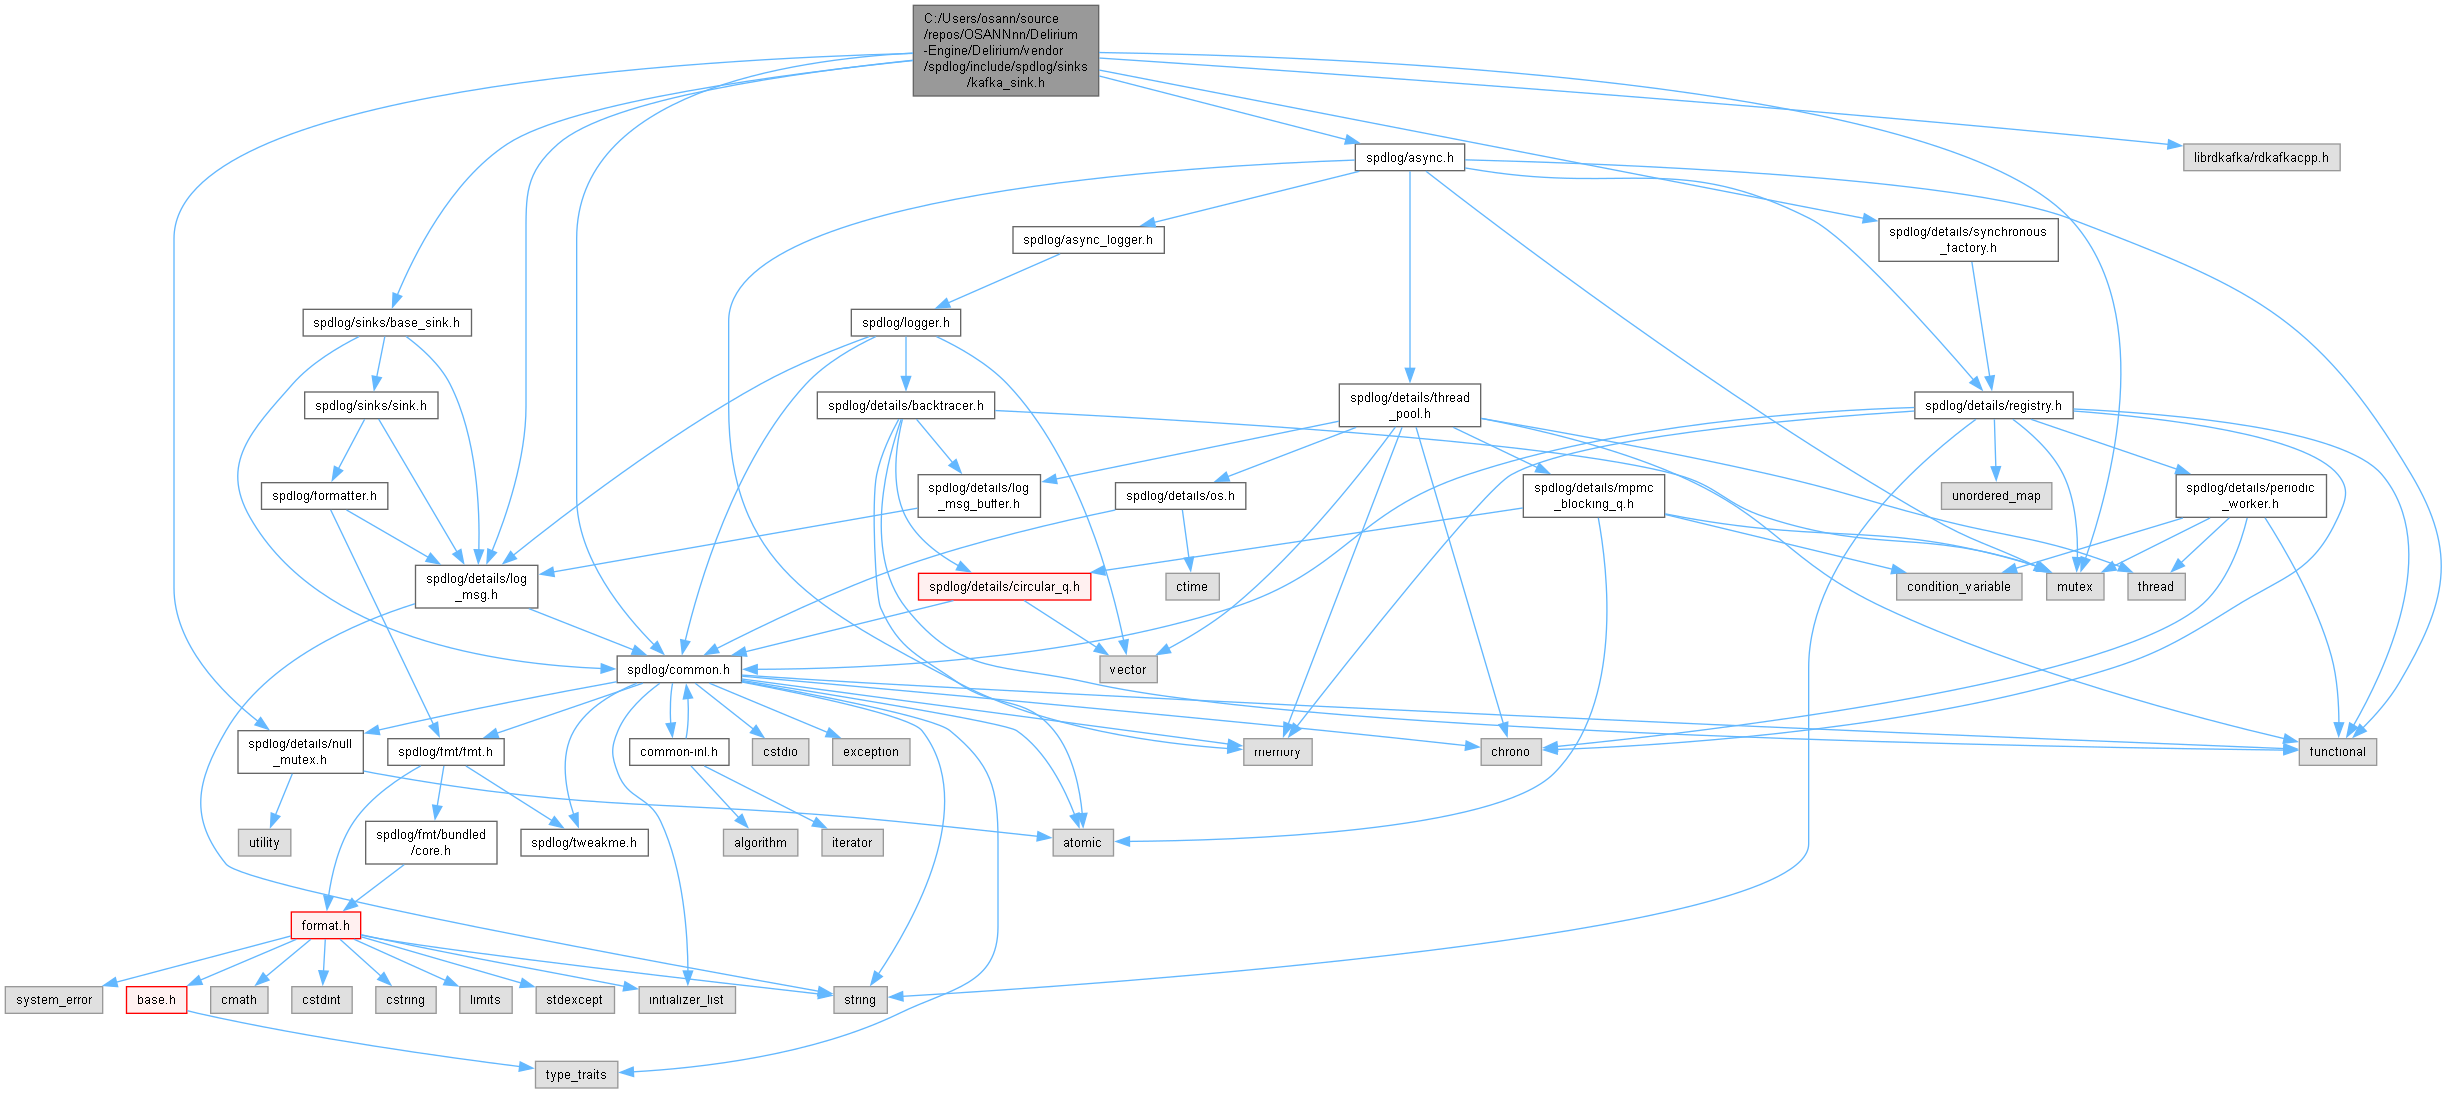 C:/Users/osann/source
/repos/OSANNnn/Delirium
-Engine/Delirium/vendor
/spdlog/include/spdlog/sinks
/kafka_sink.h
spdlog/async.h
librdkafka/rdkafkacpp.h
spdlog/async_logger.h
spdlog/details/synchronous
_factory.h
spdlog/sinks/base_sink.h
spdlog/logger.h
spdlog/sinks/sink.h
spdlog/details/backtracer.h
spdlog/details/thread
_pool.h
spdlog/details/registry.h
spdlog/formatter.h
spdlog/details/log
_msg_buffer.h
spdlog/details/os.h
spdlog/details/mpmc
_blocking_q.h
unordered_map
spdlog/details/periodic
_worker.h
spdlog/details/log
_msg.h
spdlog/details/circular_q.h
ctime
condition_variable
mutex
thread
spdlog/common.h
vector
spdlog/details/null
_mutex.h
spdlog/fmt/fmt.h
common-inl.h
cstdio
exception
memory
chrono
functional
utility
spdlog/fmt/bundled
/core.h
spdlog/tweakme.h
algorithm
iterator
atomic
format.h
system_error
base.h
cmath
cstdint
cstring
limits
stdexcept
initializer_list
string
type_traits